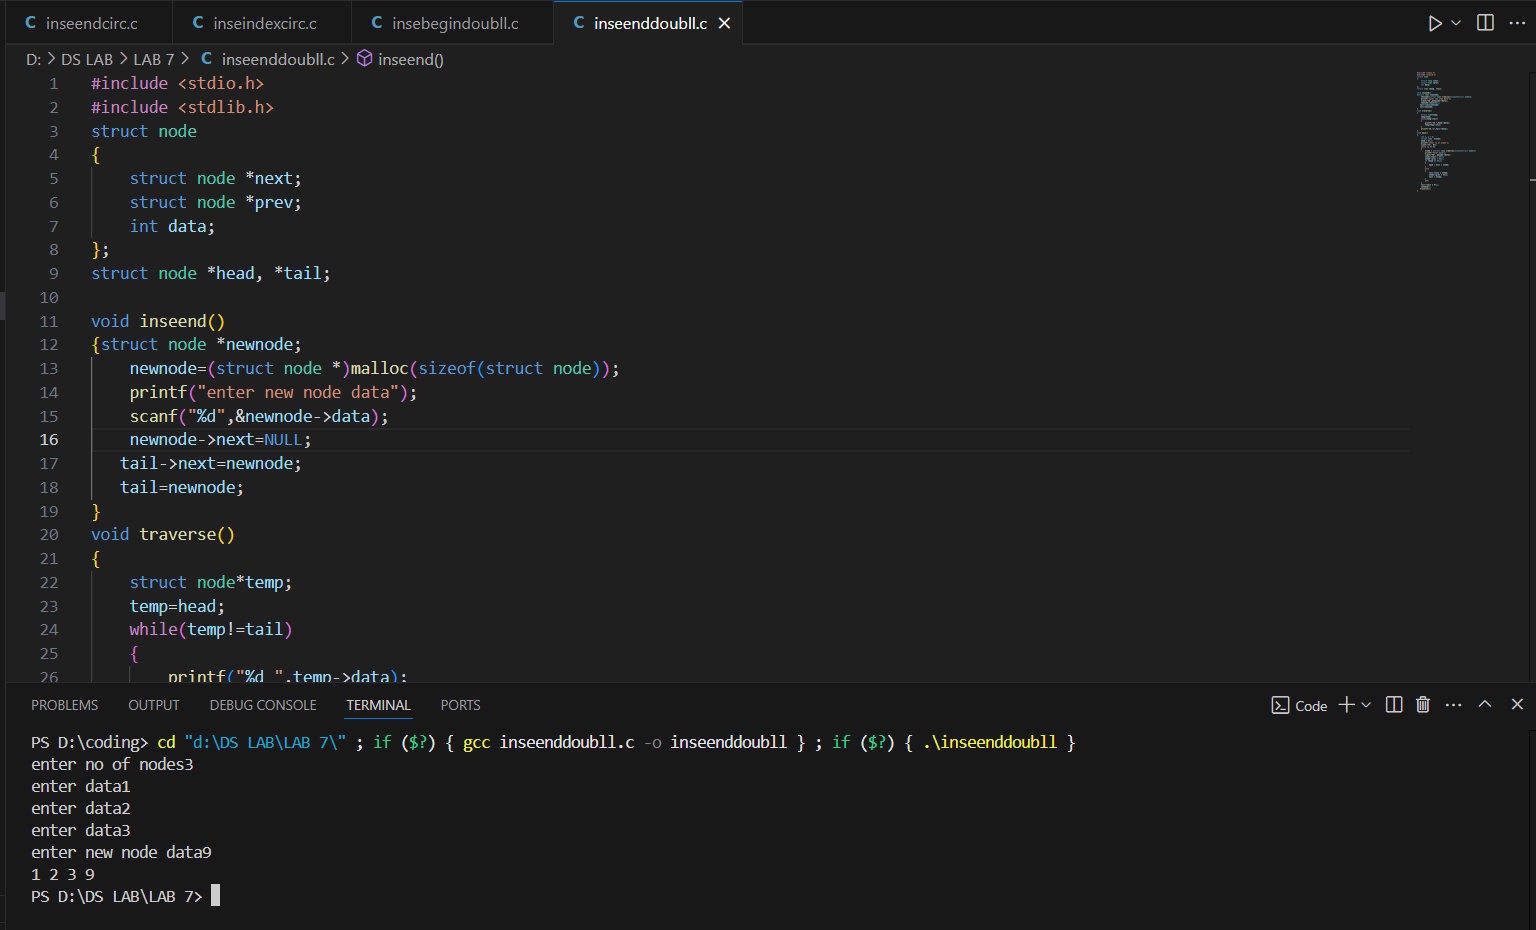 inseendcirc.c inseindexcirc.c insebegindoubll.c inseenddoubll.c
D: > DS LAB > LAB 7 > C inseenddoubll.c > inseend()
1 #include <stdio.h>
2 #include <stdlib.h>
3 struct node
4 {
5 struct node *next;
6 struct node *prev;
7 int data;
8 };
9 struct node *head, *tail;
10
11 void inseend()
12 {struct node *newnode;
13 newnode=(struct node *)malloc(sizeof(struct node));
14 printf("enter new node data");
15 scanf("%d",&newnode->data);
16 newnode->next=NULL;
17 tail->next=newnode;
18 tail=newnode;
19 }
20 void traverse()
21 {
22 struct node*temp;
23 temp=head;
24 while(temp!=tail)
25 {
26 printf("%d ",temp->data);
PROBLEMS OUTPUT DEBUG CONSOLE TERMINAL PORTS Code
PS D:\coding> cd "d:\DS LAB\LAB 7\" ; if ($?) { gcc inseenddoubll.c -o inseenddoubll } ; if ($?) { .\inseenddoubll }
enter no of nodes3
enter data1
enter data2
enter data3
enter new node data9
1 2 3 9
PS D:\DS LAB\LAB 7>